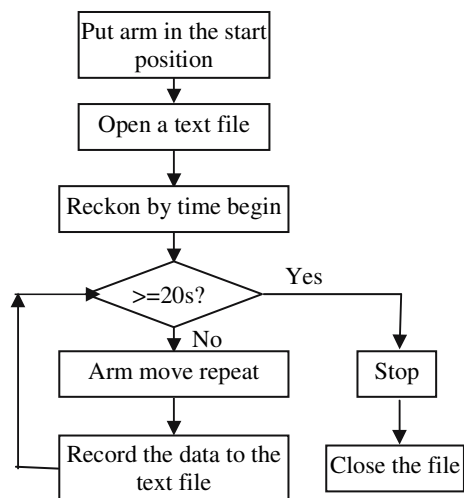 Put arm in the start
position
Open a text file
Reckon by time begin
>=20s?
Yes
No
Arm move repeat
Stop
Record the data to the
text file
Close the file